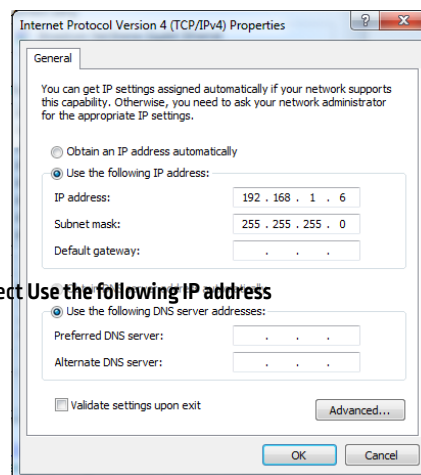 Internet Protocol Version 4 (TCP/IPv4) Properties
General
You can get IP settings assigned automatically if your network supports
this capability. Otherwise, you need to ask your network administrator
for the appropriate IP settings.
Obtain an IP address automatically
Use the following IP address:
IP address: 192 . 168 . 1 . 6
Subnet mask: 255 . 255 . 255 . 0
Default gateway: . . .
ect Use the following IP address
Use the following DNS server addresses:
Preferred DNS server: . . .
Alternate DNS server: . . .
Validate settings upon exit
Advanced...
OK Cancel